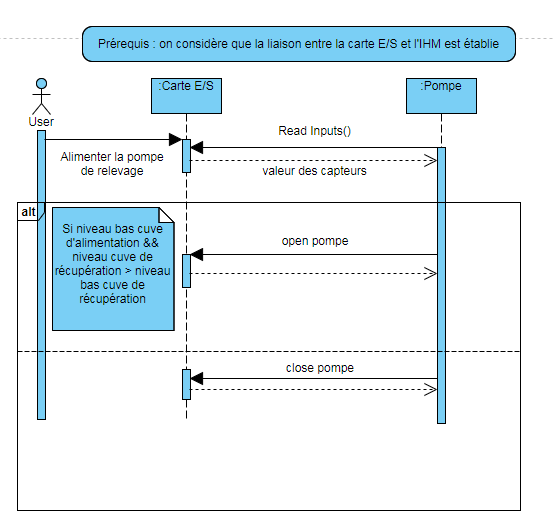 Prérequis : on considère que la liaison entre la carte E/S et l'IHM est établie
:Carte E/S
:Pompe
User
Read Inputs()
Alimenter la pompe
de relevage
valeur des capteurs
alt
Si niveau bas cuve
d'alimentation &&
niveau cuve de
récupération > niveau
bas cuve de
récupération
open pompe
close pompe